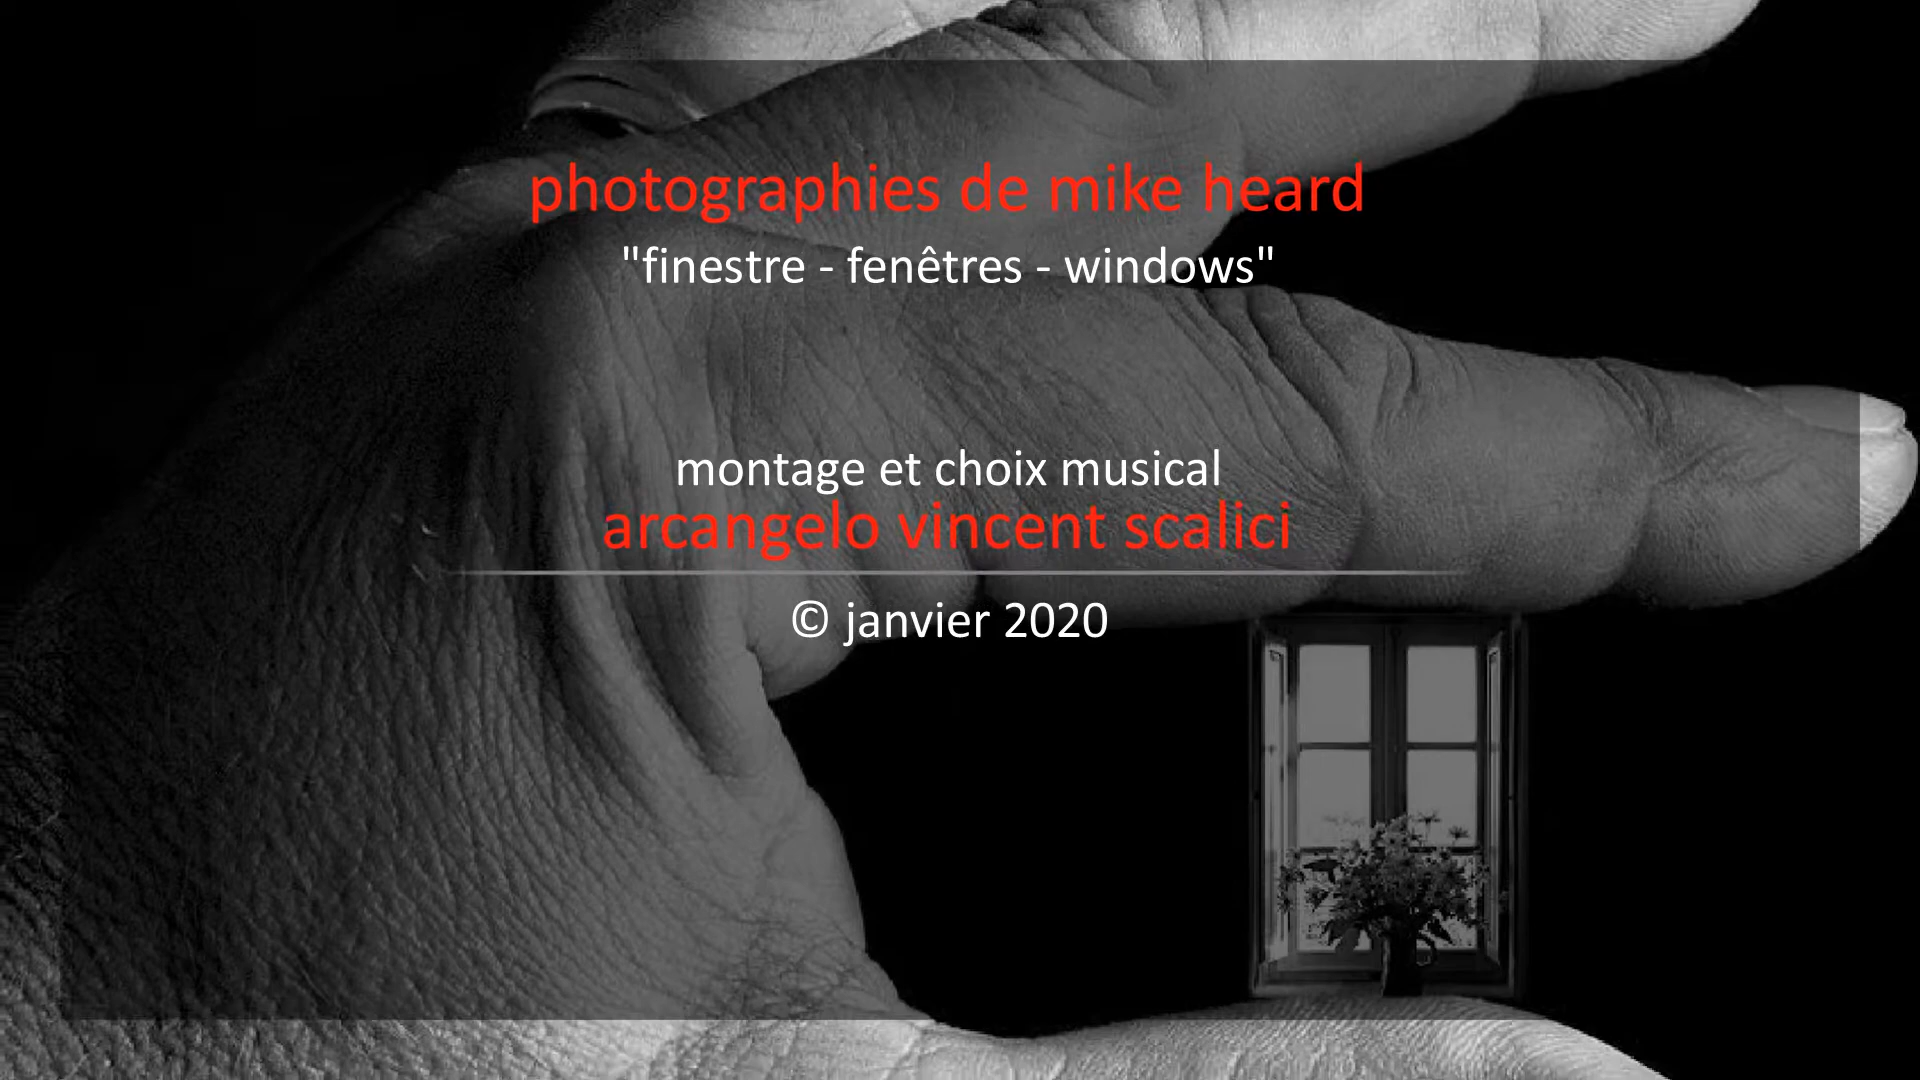 photographies de mike heard
"finestre - fenêtres - windows"
montage et choix musical
arcangelo vincent scalici
© janvier 2020